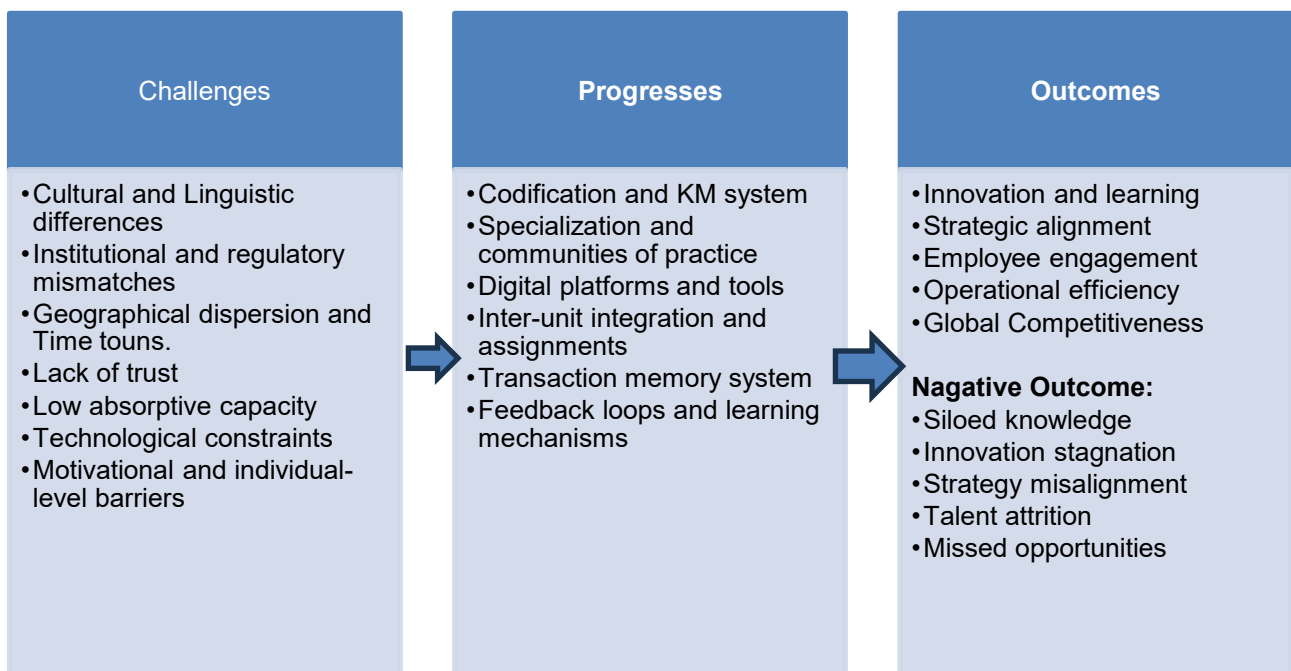 Challenges
•Cultural and Linguistic
differences
•Institutional and regulatory
mismatches
•Geographical dispersion and
Time touns.
•Lack of trust
•Low absorptive capacity
•Technological constraints
•Motivational and individual-
level barriers
Progresses
•Codification and KM system
•Specialization and
communities of practice
•Digital platforms and tools
•Inter-unit integration and
assignments
•Transaction memory system
•Feedback loops and learning
mechanisms
Outcomes
•Innovation and learning
•Strategic alignment
•Employee engagement
•Operational efficiency
•Global Competitiveness
Nagative Outcome:
•Siloed knowledge
•Innovation stagnation
•Strategy misalignment
•Talent attrition
•Missed opportunities